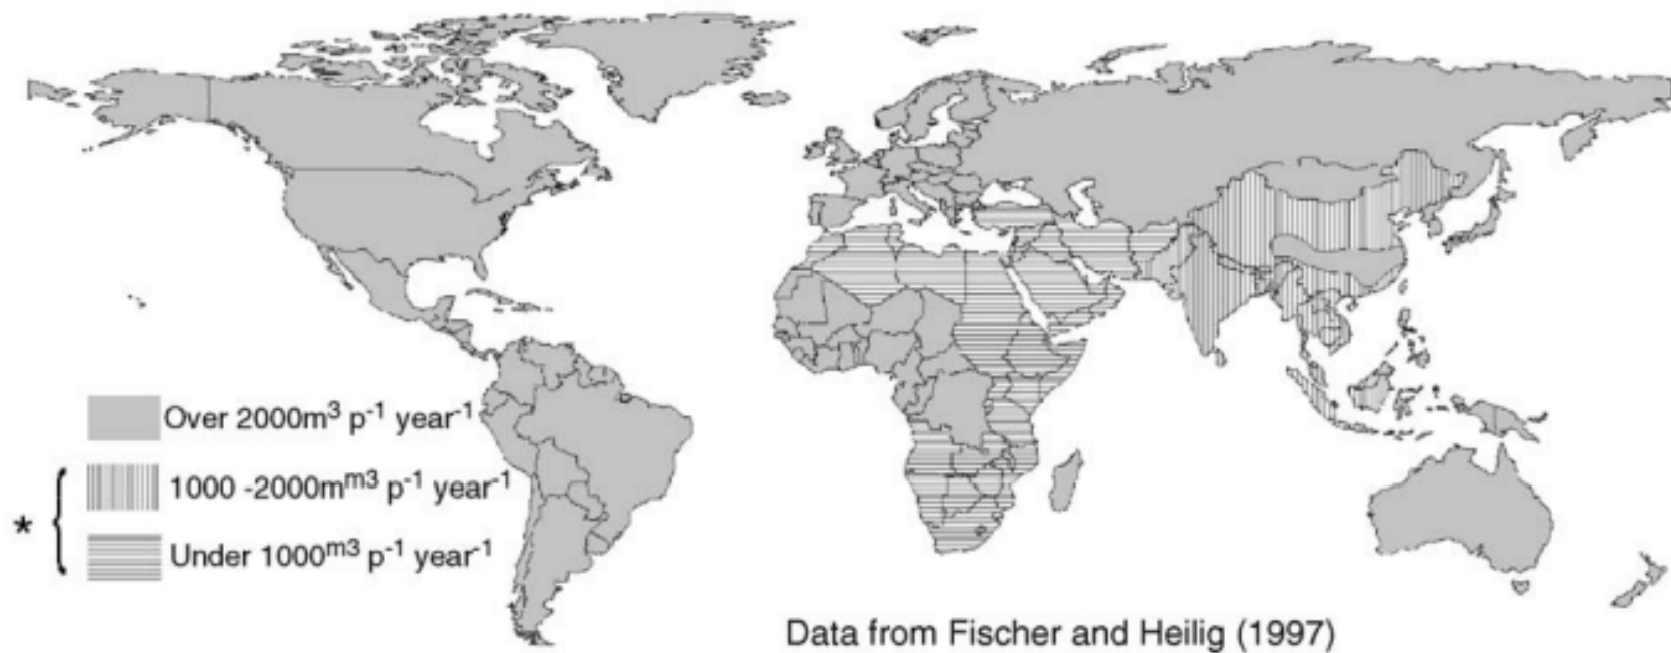 Over 2000m³ p⁻¹ year⁻¹
1000 -2000mᵐ³ p⁻¹ year⁻¹
*
Under 1000ᵐ³ p⁻¹ year⁻¹
Data from Fischer and Heilig (1997)